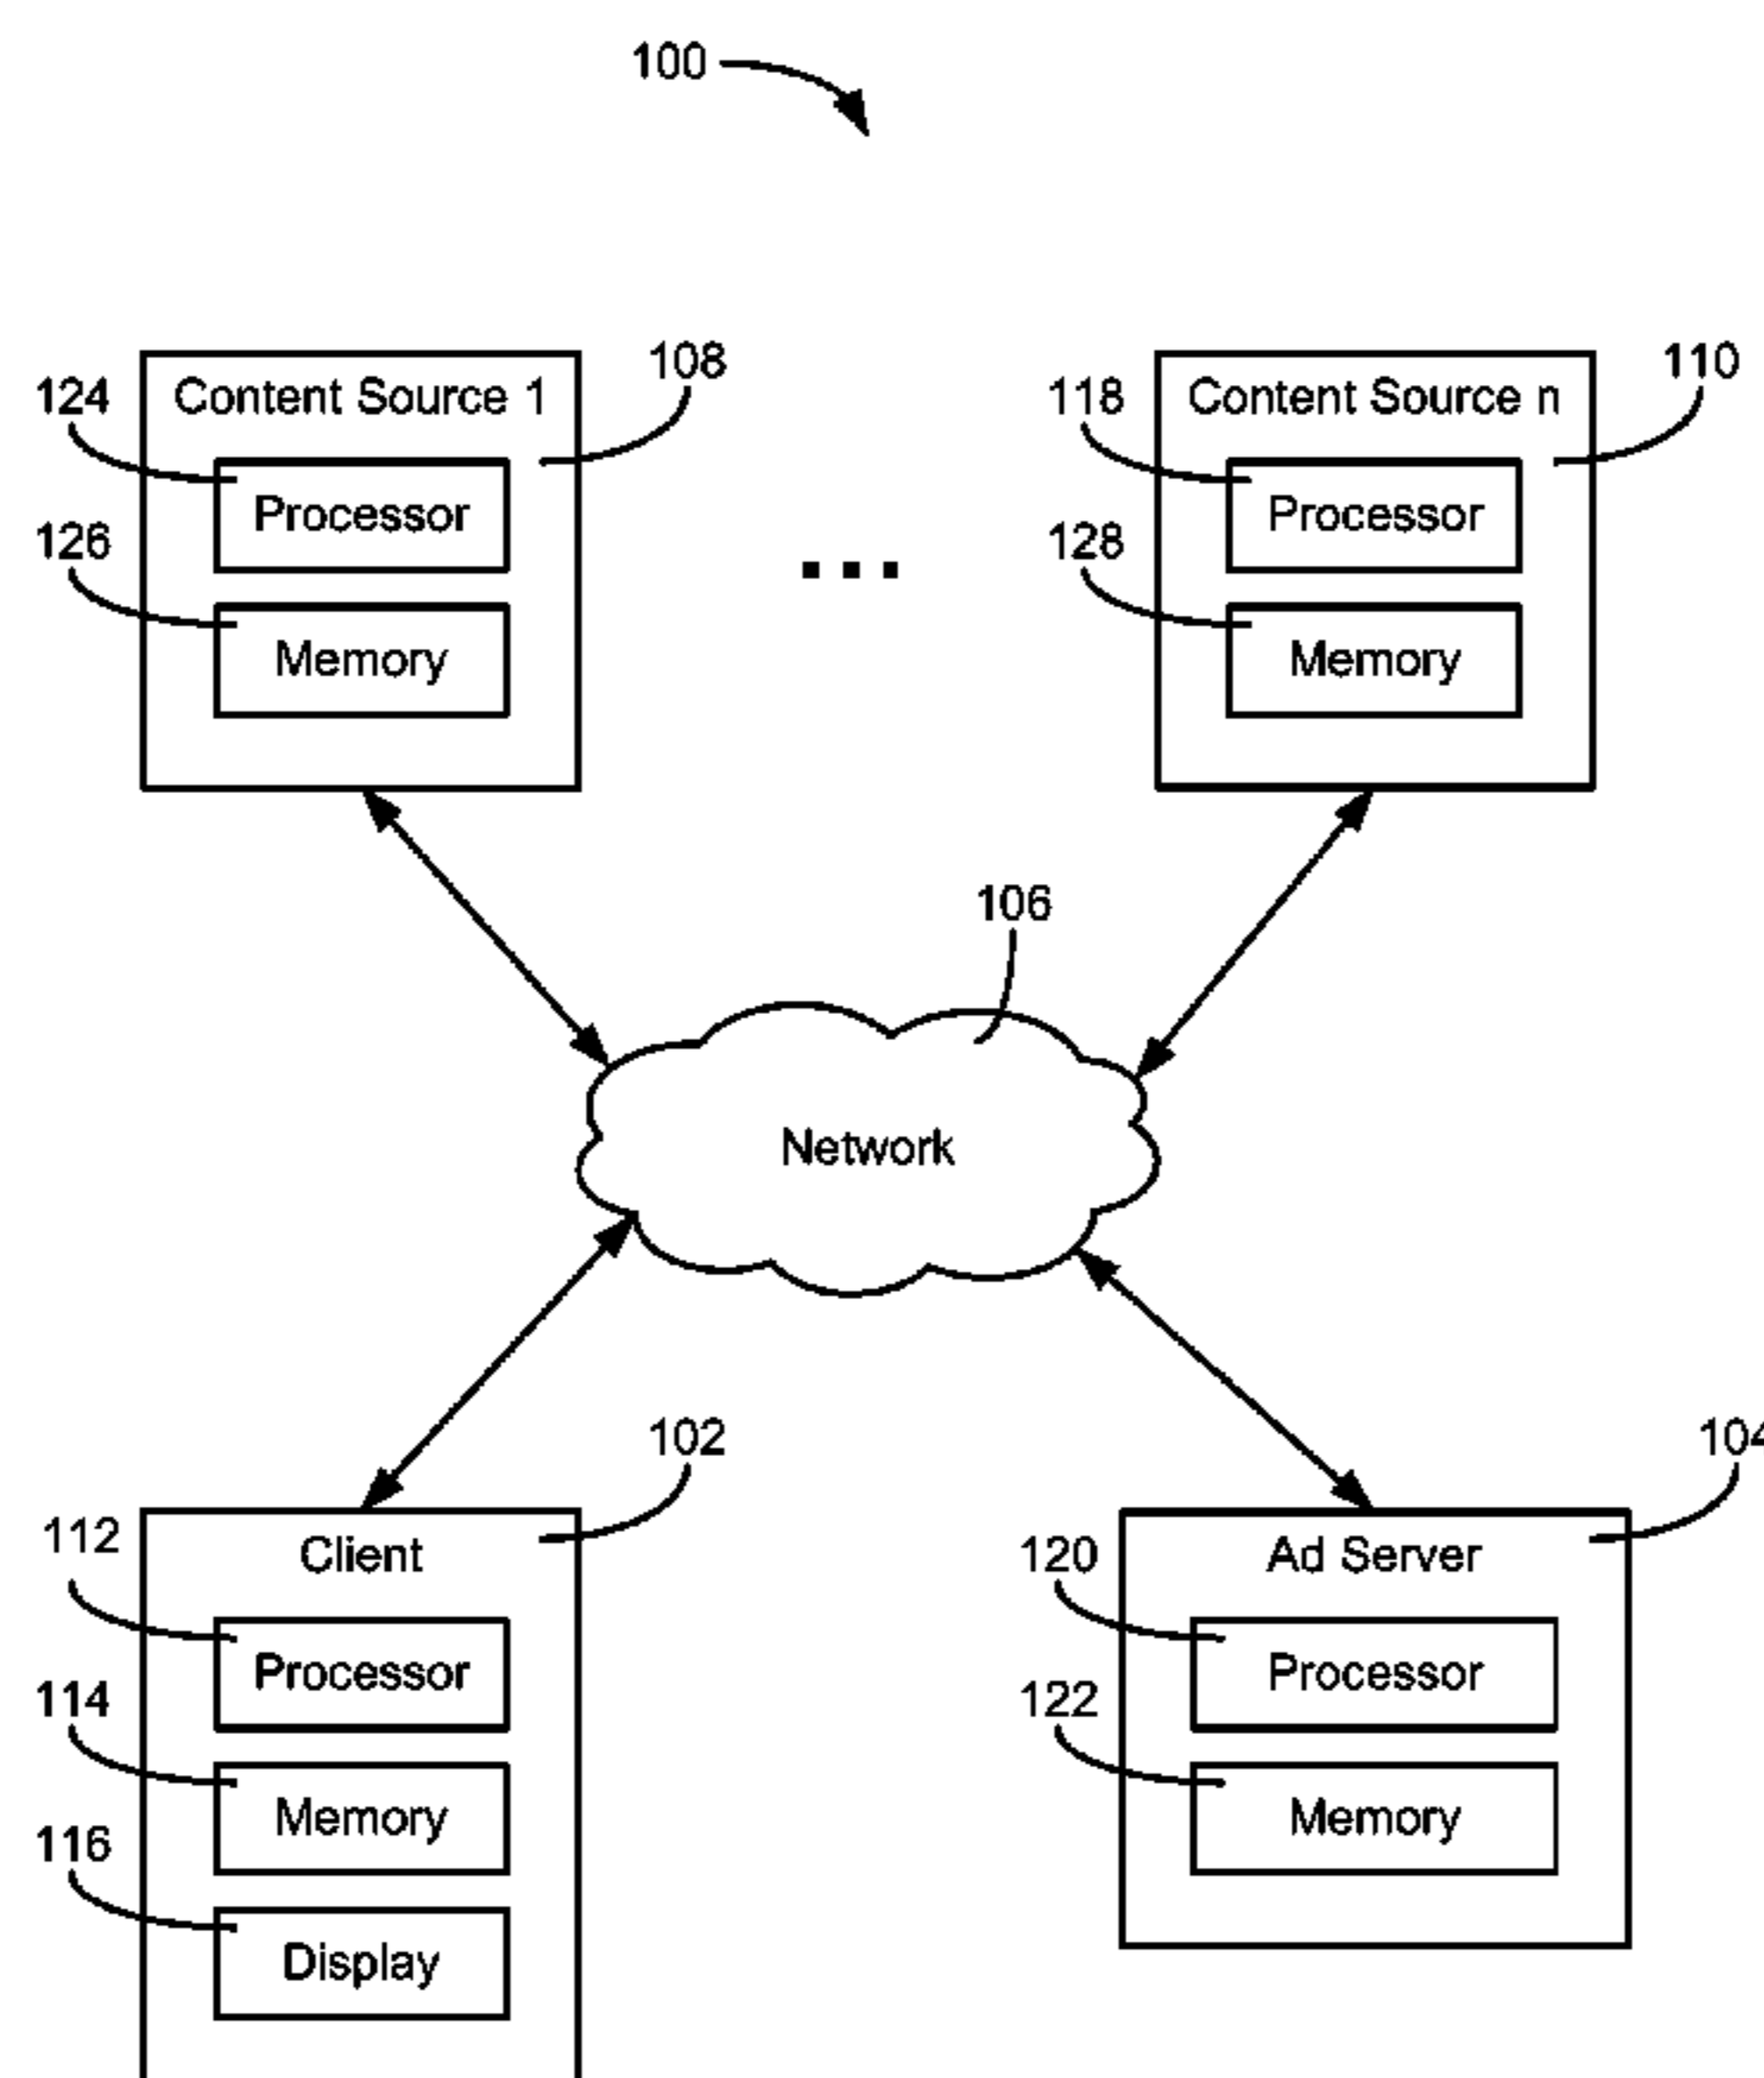 100
108
110
124
Content Source 1
118
Content Source n
Processor
Processor
126
128
Memory
Memory
...
106
Network
102
104
112
Client
120
Ad Server
Processor
Processor
114
122
Memory
Memory
116
Display